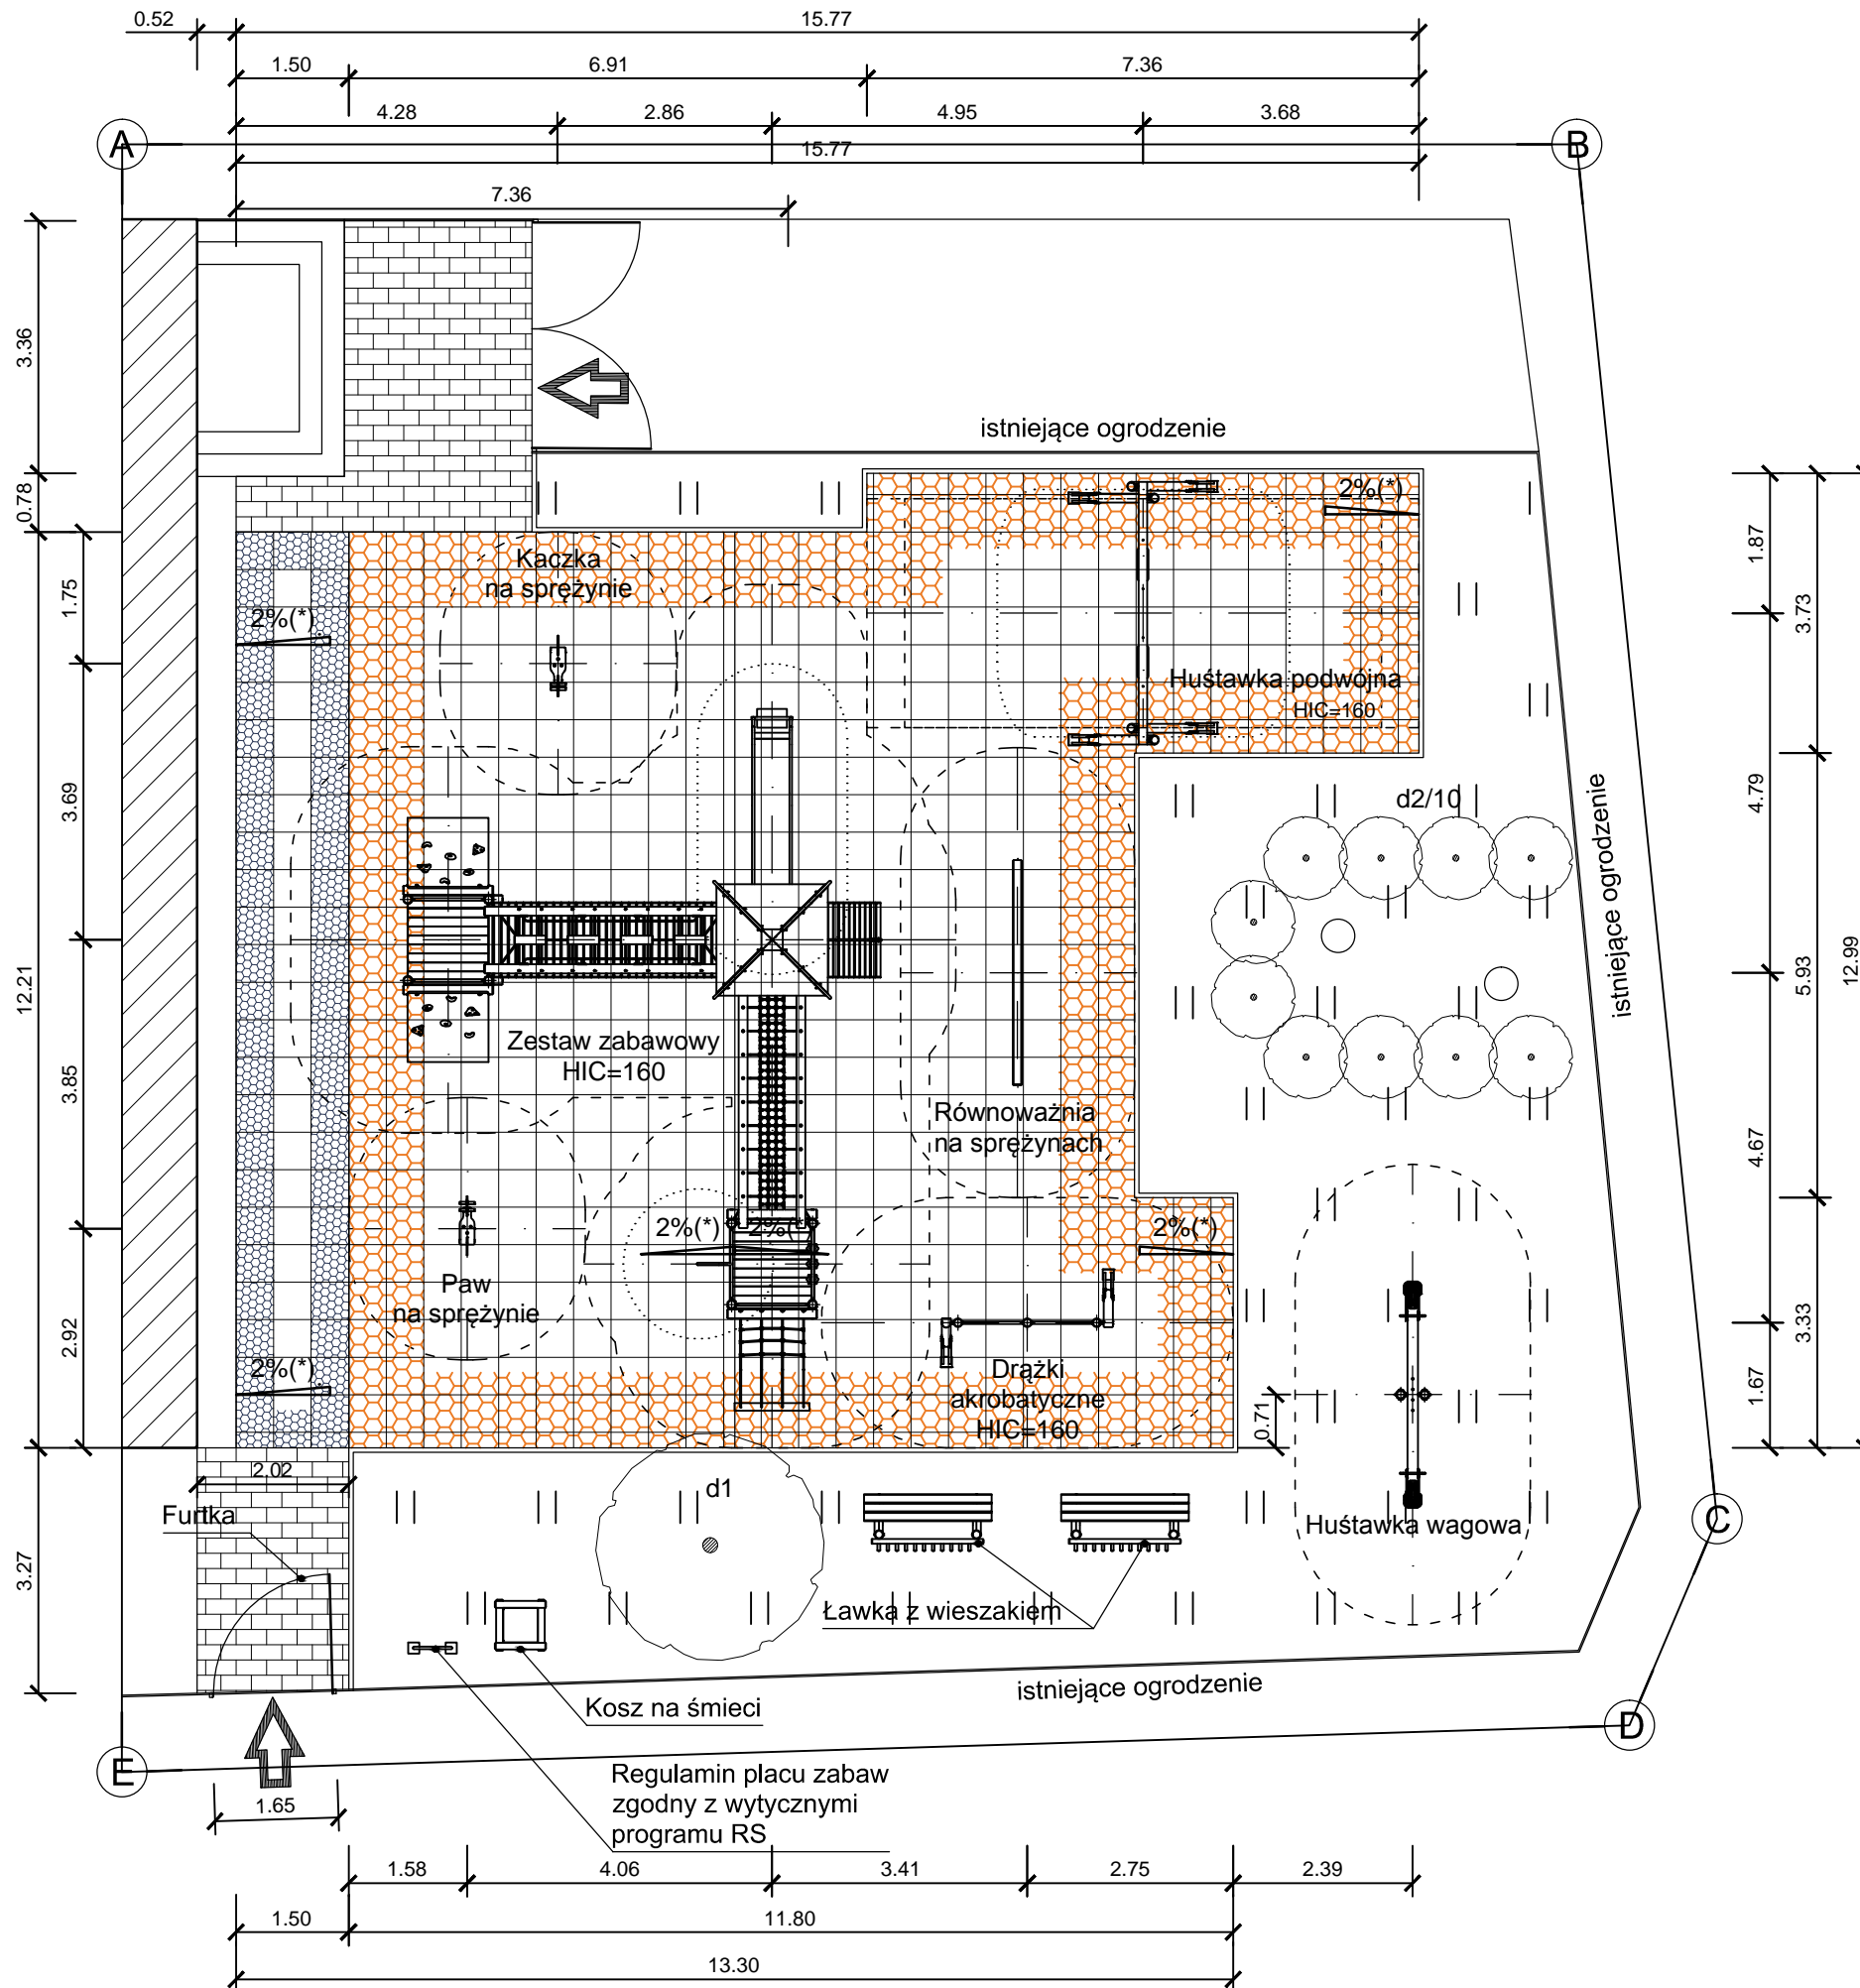 0.52
15.77
1.50
6.91
7.36
4.28
2.86
4.95
3.68
A
B
15.77
7.36
3.36
istniejące ogrodzenie
0.78
2%(*)
1.87
Kaczka
na sprężynie
1.75
2%(*)
3.73
Huśtawka podwójna
HIC=160
3.69
d2/10
istniejące ogrodzenie
4.79
12.21
5.93
12.99
Zestaw zabawowy
HIC=160
3.85
Równoważnia
na sprężynach
4.67
2%(*)
2%(*)
2%(*)
Paw
na sprężynie
2.92
3.33
2%(*)
Drążki
akrobatyczne
HIC=160
0.71
1.67
2.02
d1
Furtka
Huśtawka wagowa
C
3.27
Ławka z wieszakiem
Kosz na śmieci
istniejące ogrodzenie
D
E
Regulamin placu zabaw
zgodny z wytycznymi
programu RS
1.65
1.58
4.06
3.41
2.75
2.39
1.50
11.80
13.30